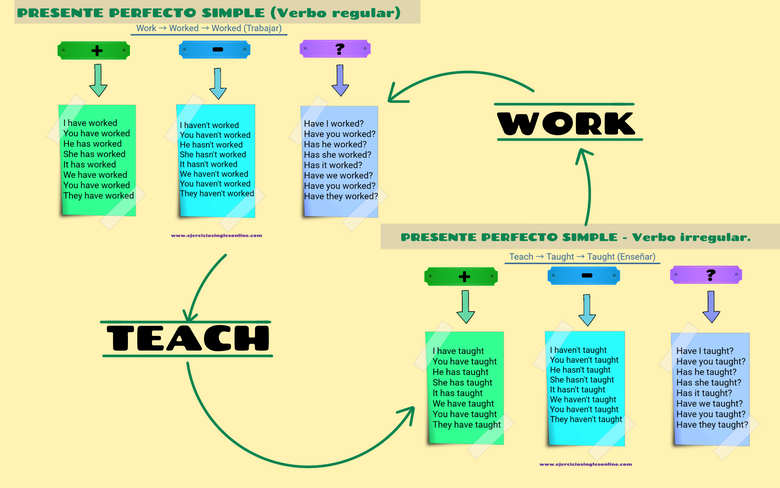 PRESENTE PERFECTO SIMPLE (Verbo regular)
Work → Worked → Worked (Trabajar)
+
-
?
I have worked
You have worked
He has worked
She has worked
It has worked
We have worked
You have worked
They have worked
I haven't worked
You haven't worked
He hasn't worked
She hasn't worked
It hasn't worked
We haven't worked
You haven't worked
They haven't worked
Have I worked?
Have you worked?
Has he worked?
Has she worked?
Has it worked?
Have we worked?
Have you worked?
Have they worked?
www.ejerciciosinglesonline.com
WORK
TEACH
PRESENTE PERFECTO SIMPLE - Verbo irregular.
Teach → Taught → Taught (Enseñar)
+
-
?
I have taught
You have taught
He has taught
She has taught
It has taught
We have taught
You have taught
They have taught
I haven't taught
You haven't taught
He hasn't taught
She hasn't taught
It hasn't taught
We haven't taught
You haven't taught
They haven't taught
Have I taught?
Have you taught?
Has he taught?
Has she taught?
Has it taught?
Have we taught?
Have you taught?
Have they taught?
www.ejerciciosinglesonline.com